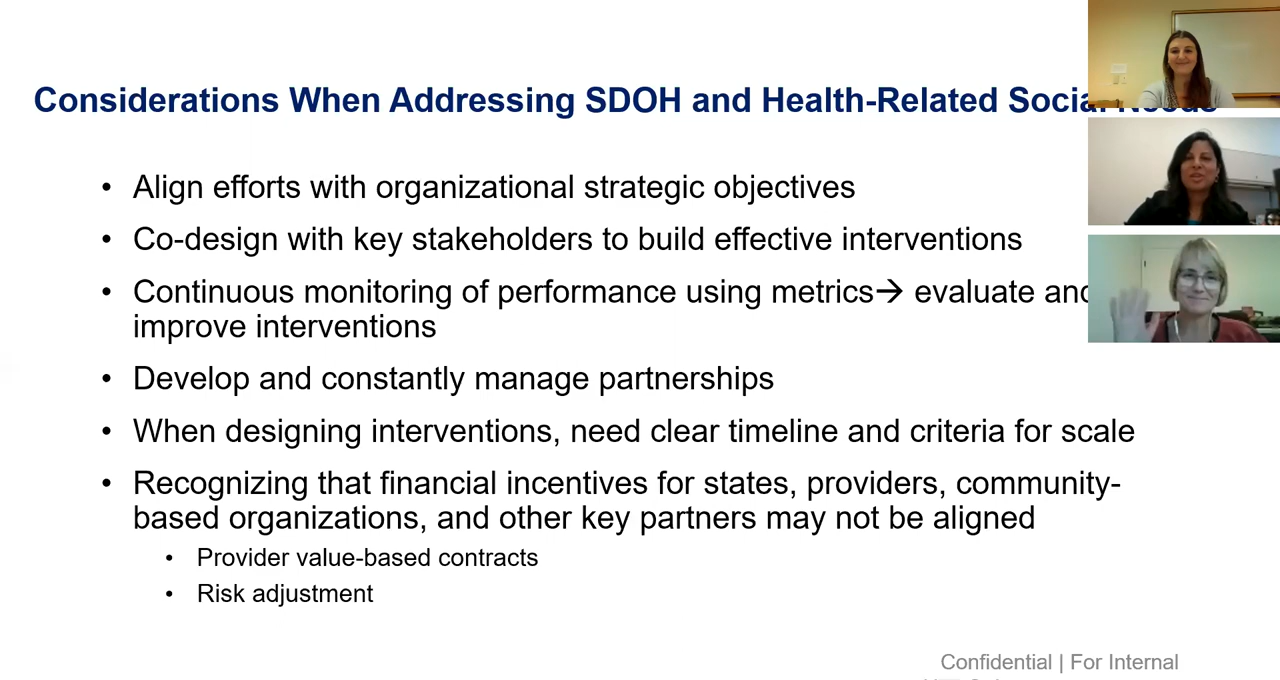 Considerations When Addressing SDOH and Health-Related Social Needs
• Align efforts with organizational strategic objectives
• Co-design with key stakeholders to build effective interventions
• Continuous monitoring of performance using metrics→ evaluate and
improve interventions
• Develop and constantly manage partnerships
• When designing interventions, need clear timeline and criteria for scale
• Recognizing that financial incentives for states, providers, community-
based organizations, and other key partners may not be aligned
• Provider value-based contracts
• Risk adjustment
Confidential | For Internal